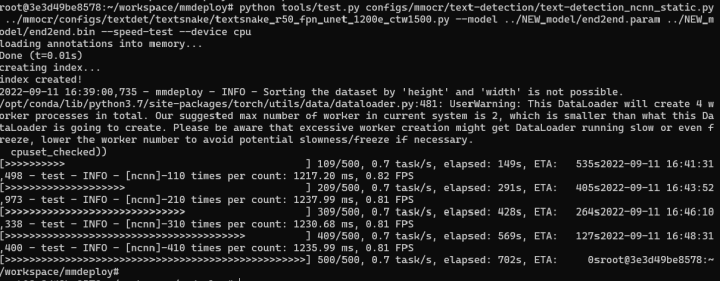 root@3e3d49be8578:~/workspace/mmdeploy# python tools/test.py configs/mmocr/text-detection/text-detection_ncnn_static.py
../mmocr/configs/textdet/textsnake/textsnake_r50_fpn_unet_1200e_ctw1500.py --model ../NEW_model/end2end.param ../NEW_m
odel/end2end.bin --speed-test --device cpu
loading annotations into memory...
Done (t=0.01s)
creating index...
index created!
2022-09-11 16:39:00,735 - mmdeploy - INFO - Sorting the dataset by 'height' and 'width' is not possible.
/opt/conda/lib/python3.7/site-packages/torch/utils/data/dataloader.py:481: UserWarning: This DataLoader will create 4 w
orker processes in total. Our suggested max number of worker in current system is 2, which is smaller than what this Da
taLoader is going to create. Please be aware that excessive worker creation might get DataLoader running slow or even f
reeze, lower the worker number to avoid potential slowness/freeze if necessary.
cpuset_checked))
[>>>>>>>>>> ] 109/500, 0.7 task/s, elapsed: 149s, ETA: 535s2022-09-11 16:41:31
,498 - test - INFO - [ncnn]-110 times per count: 1217.20 ms, 0.82 FPS
[>>>>>>>>>>>>>>>>>>>> ] 209/500, 0.7 task/s, elapsed: 291s, ETA: 405s2022-09-11 16:43:52
,973 - test - INFO - [ncnn]-210 times per count: 1237.99 ms, 0.81 FPS
[>>>>>>>>>>>>>>>>>>>>>>>>>>>>>> ] 309/500, 0.7 task/s, elapsed: 428s, ETA: 264s2022-09-11 16:46:10
,338 - test - INFO - [ncnn]-310 times per count: 1230.68 ms, 0.81 FPS
[>>>>>>>>>>>>>>>>>>>>>>>>>>>>>>>>>>>>>>>> ] 409/500, 0.7 task/s, elapsed: 569s, ETA: 127s2022-09-11 16:48:31
,400 - test - INFO - [ncnn]-410 times per count: 1235.99 ms, 0.81 FPS
[>>>>>>>>>>>>>>>>>>>>>>>>>>>>>>>>>>>>>>>>>>>>>>>>>>] 500/500, 0.7 task/s, elapsed: 702s, ETA: 0sroot@3e3d49be8578:~
/workspace/mmdeploy#